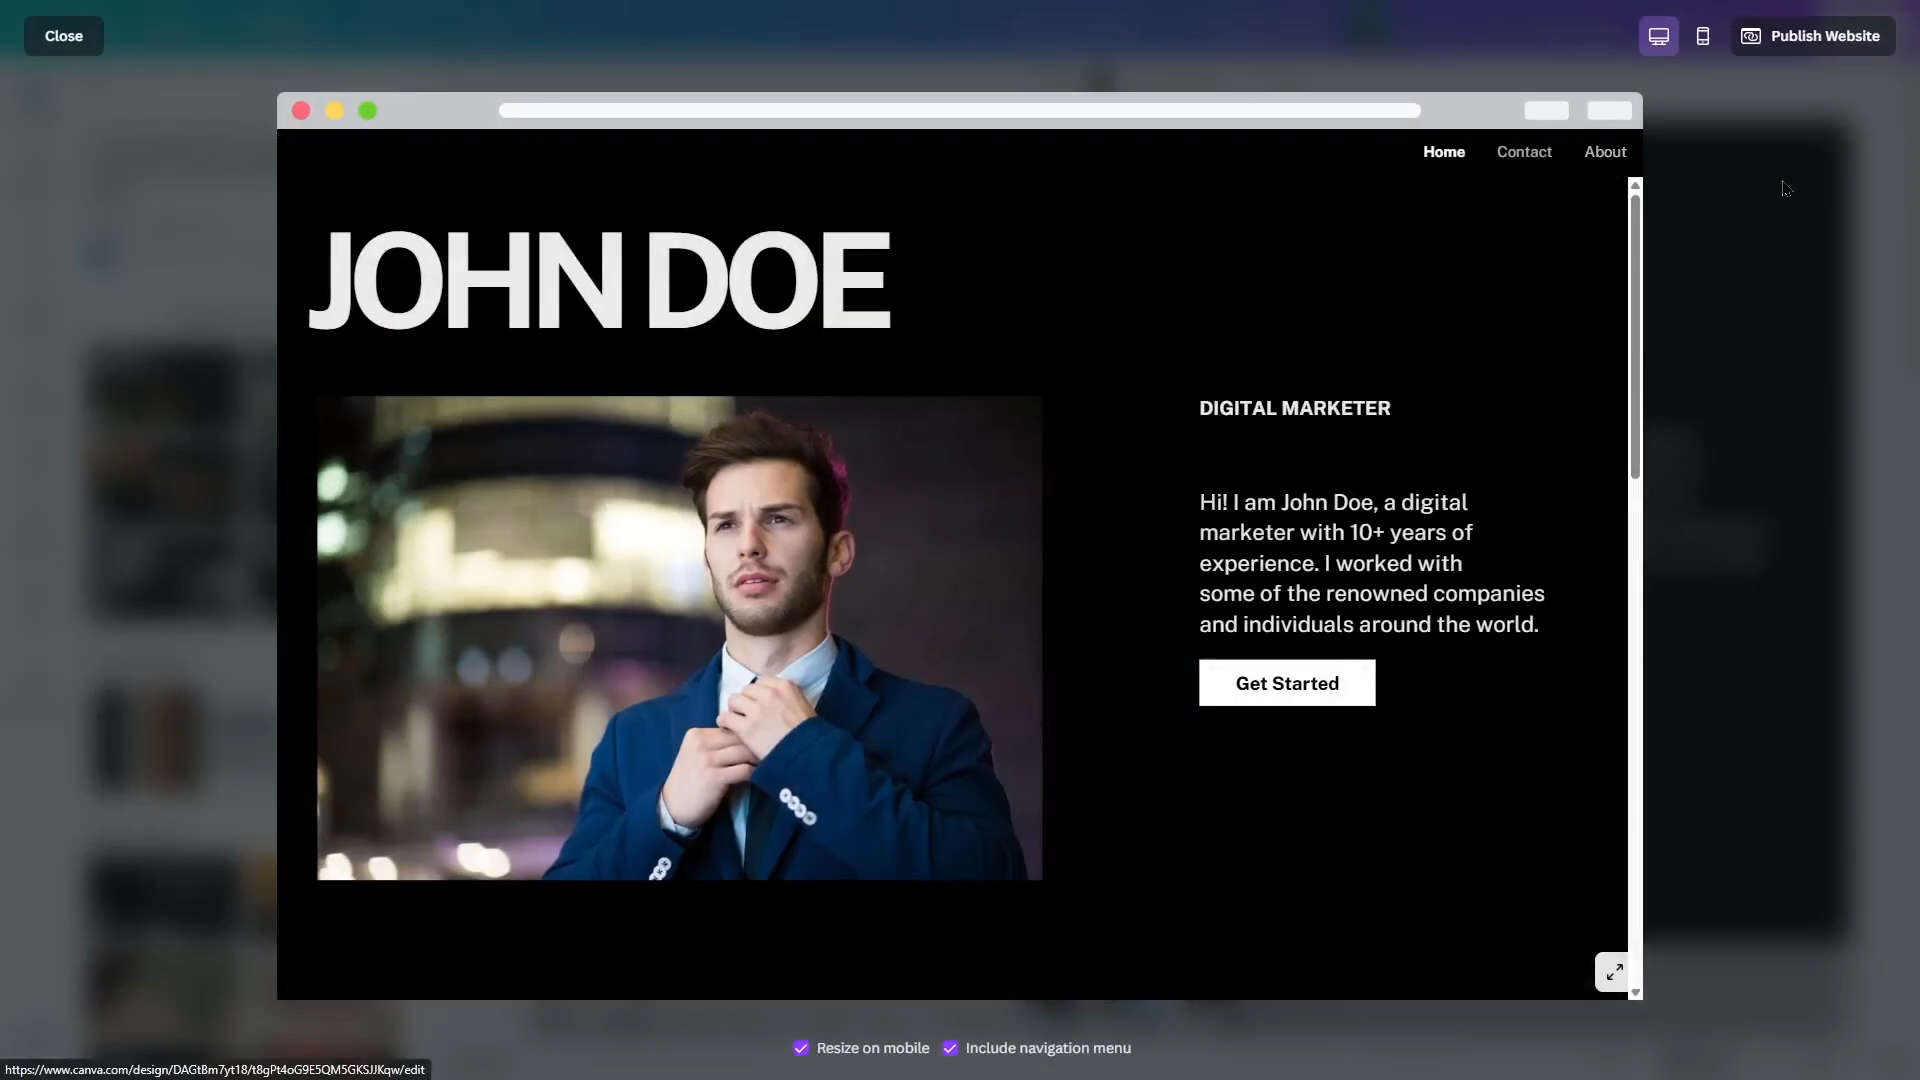 Close
Publish Website
Home Contact About
JOHN DOE
DIGITAL MARKETER
Hi! I am John Doe, a digital
marketer with 10+ years of
experience. I worked with
some of the renowned companies
and individuals around the world.
Get Started
Resize on mobile Include navigation menu
https://www.canva.com/design/DAGtBm7yt18/t8gPt4oG9E5QM5GKSJJKqw/edit